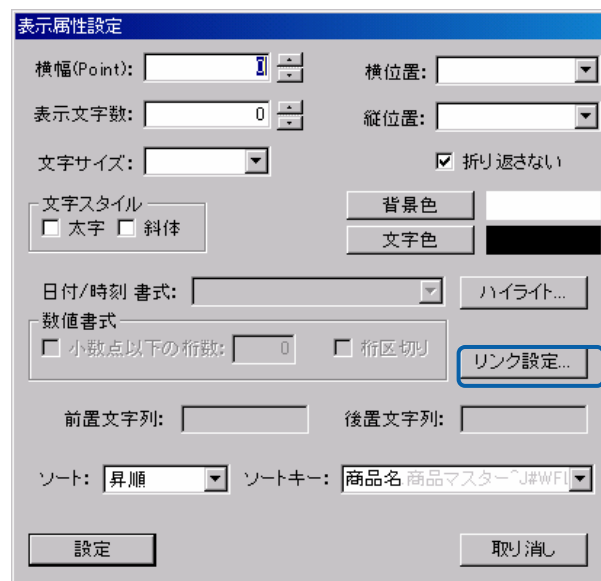 表示属性設定
横幅(Point): 0 横位置:
表示文字数: 0 縦位置:
文字サイズ: 折り返さない
文字スタイル 背景色
太字 斜体
文字色
日付/時刻 書式: ハイライト...
数値書式
小数点以下の桁数: 0 桁区切り
リンク設定...
前置文字列: 後置文字列:
ソート: 昇順 ソートキー: 商品名 商品マスター^J#WFL
設定 取り消し